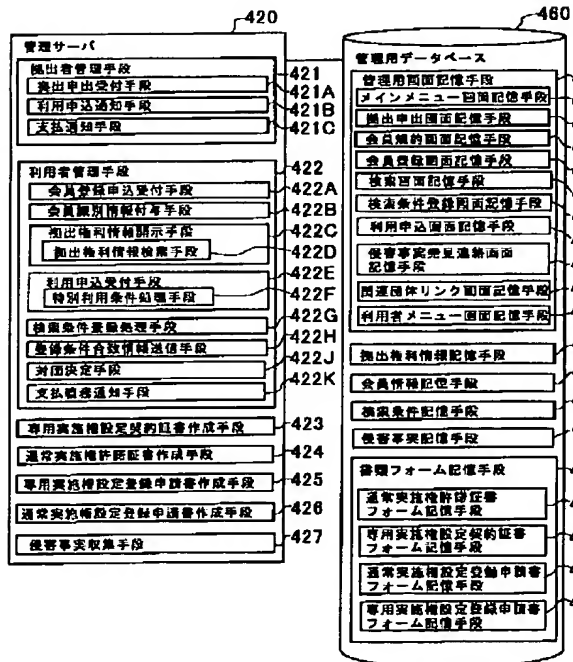 420
管理サーバ
拠出者管理手段
421
拠出申出受付手段
421A
利用申込通知手段
421B
支払通知手段
421C
利用者管理手段
422
会員登録申込受付手段
422A
会員識別情報付与手段
422B
拠出権利情報開示手段
422C
拠出権利情報検索手段
422D
利用申込受付手段
422E
特別利用条件処理手段
422F
検索条件登録処理手段
422G
登録条件合致情報送信手段
422H
対価決定手段
422J
支払債務通知手段
422K
専用実施権設定契約証書作成手段
423
通常実施権許諾証書作成手段
424
専用実施権設定登録申請書作成手段
425
通常実施権設定登録申請書作成手段
426
侵害事実収集手段
427
460
管理用データベース
管理用画面記憶手段
メインメニュー画面記憶手段
拠出申出画面記憶手段
会員規約画面記憶手段
会員登録画面記憶手段
検索画面記憶手段
検索条件登録画面記憶手段
利用申込画面記憶手段
侵害事実発見連絡画面
記憶手段
関連団体リンク画面記憶手段
利用者メニュー画面記憶手段
拠出権利情報記憶手段
会員情報記憶手段
検索条件記憶手段
侵害事実記憶手段
書類フォーム記憶手段
通常実施権許諾証書
フォーム記憶手段
専用実施権設定契約証書
フォーム記憶手段
通常実施権設定登録申請書
フォーム記憶手段
専用実施権設定登録申請書
フォーム記憶手段